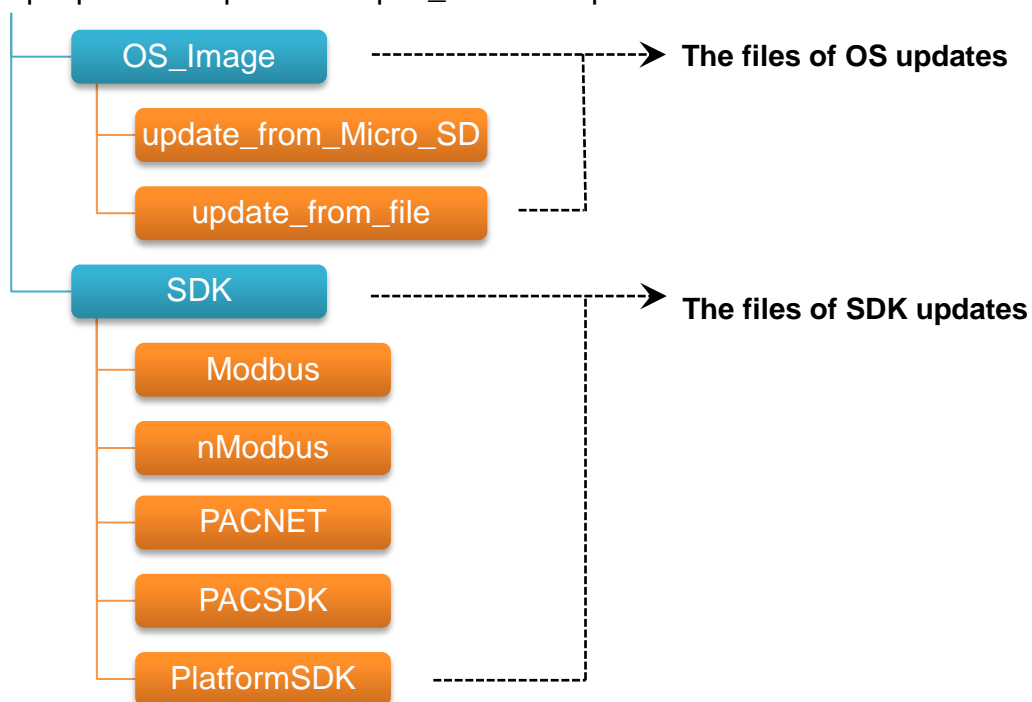 OS_Image
The files of OS updates
update_from_Micro_SD
update_from_file
SDK
The files of SDK updates
Modbus
nModbus
PACNET
PACSDK
PlatformSDK